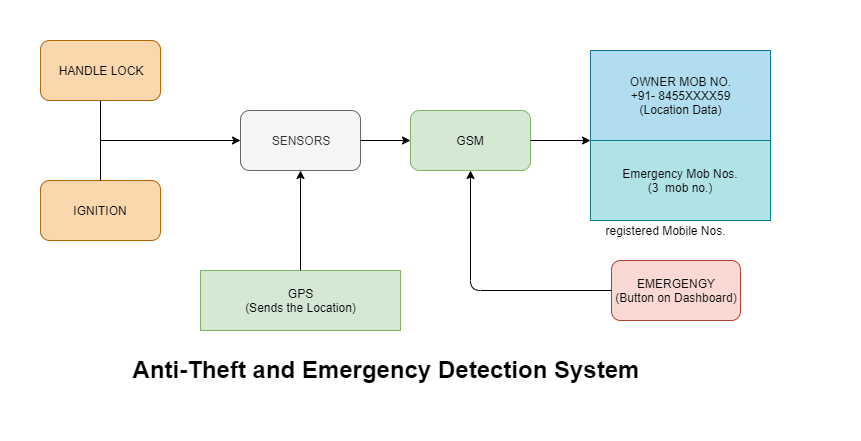 HANDLE LOCK
OWNER MOB NO.
+91- 8455XXXX59
(Location Data)
SENSORS
GSM
Emergency Mob Nos.
(3 mob no.)
IGNITION
registered Mobile Nos.
GPS
(Sends the Location)
EMERGENGY
(Button on Dashboard)
Anti-Theft and Emergency Detection System